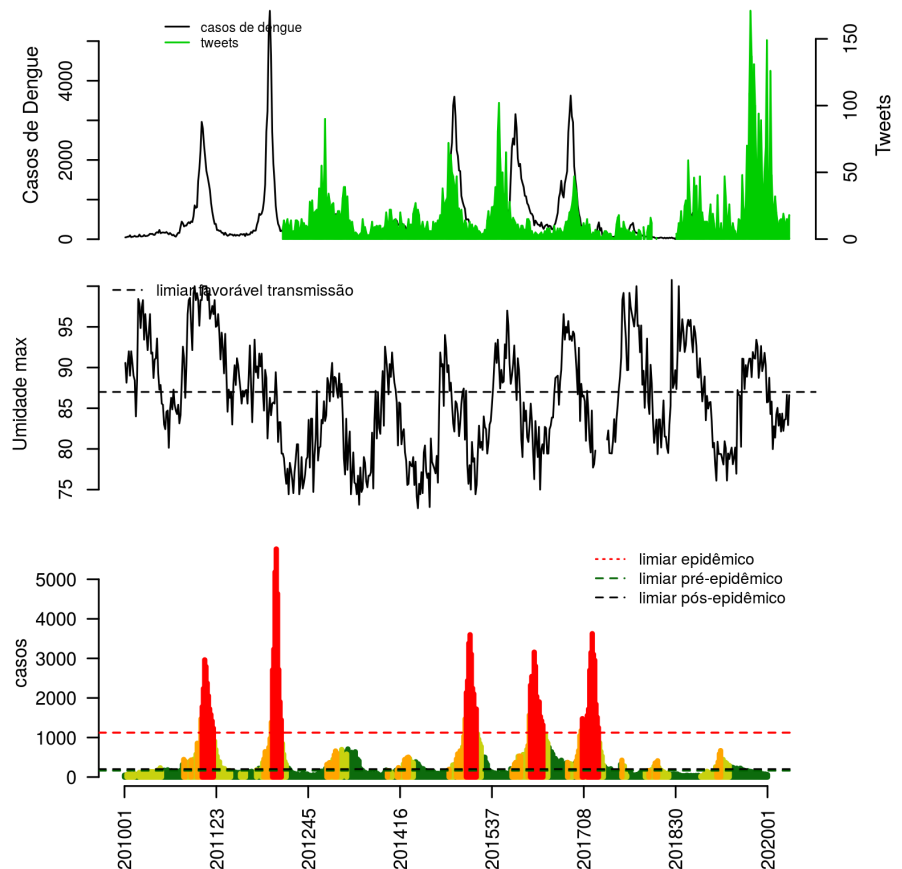 casos de dengue
tweets
Casos de Dengue
0
2000
4000
Tweets
0
50
100
150
limiar favorável transmissão
Umidade max
75
80
85
90
95
limiar epidêmico
limiar pré-epidêmico
limiar pós-epidêmico
casos
0
1000
2000
3000
4000
5000
201001
201123
201245
201416
201537
201708
201830
202001